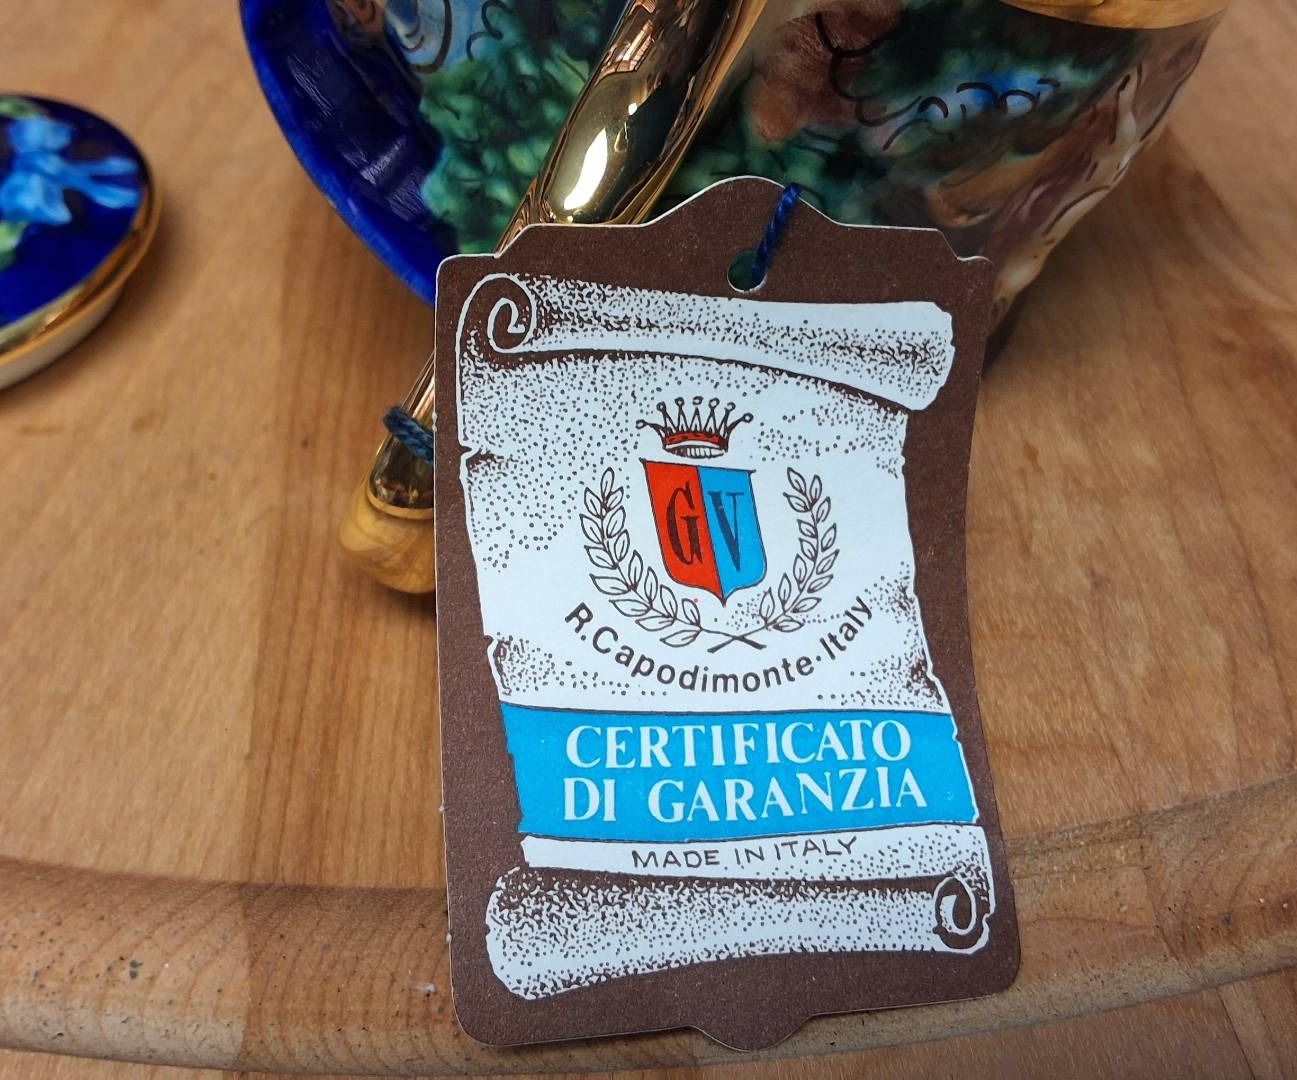 GV
R. Capodimonte · Italy
CERTIFICATO
DI GARANZIA
MADE IN ITALY